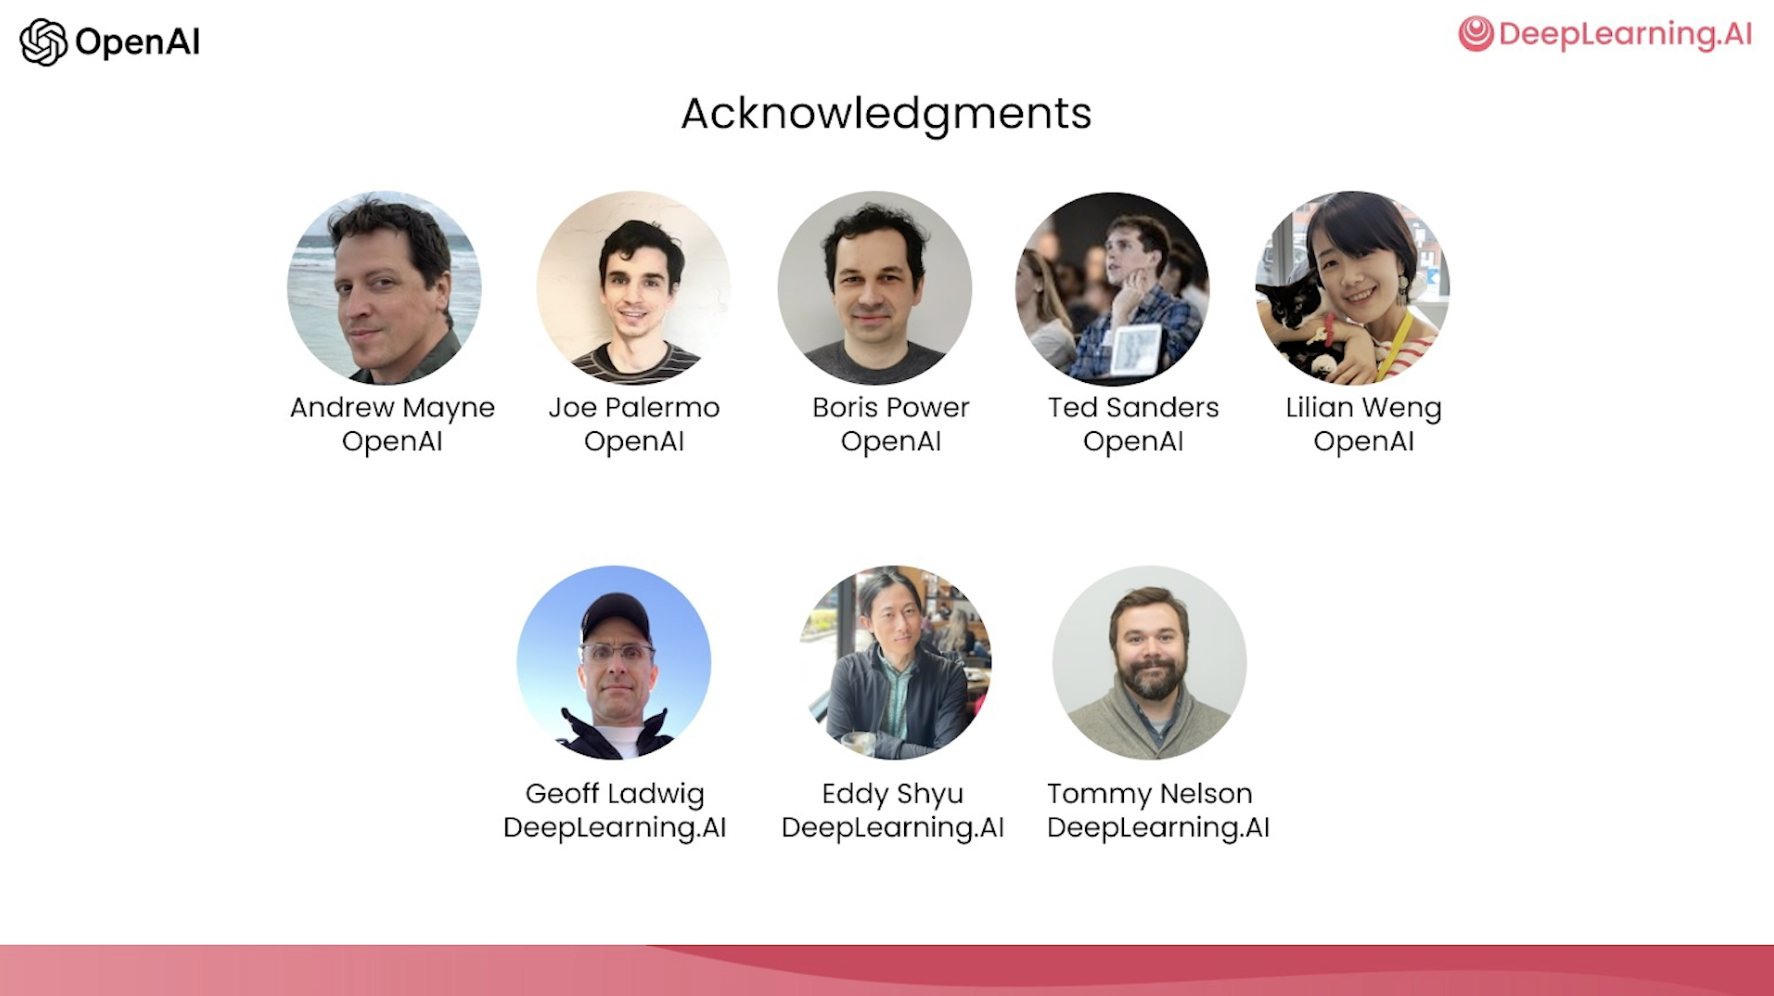 OpenAI
DeepLearning.AI
Acknowledgments
Andrew Mayne
OpenAI
Joe Palermo
OpenAI
Boris Power
OpenAI
Ted Sanders
OpenAI
Lilian Weng
OpenAI
Geoff Ladwig
DeepLearning.AI
Eddy Shyu
DeepLearning.AI
Tommy Nelson
DeepLearning.AI